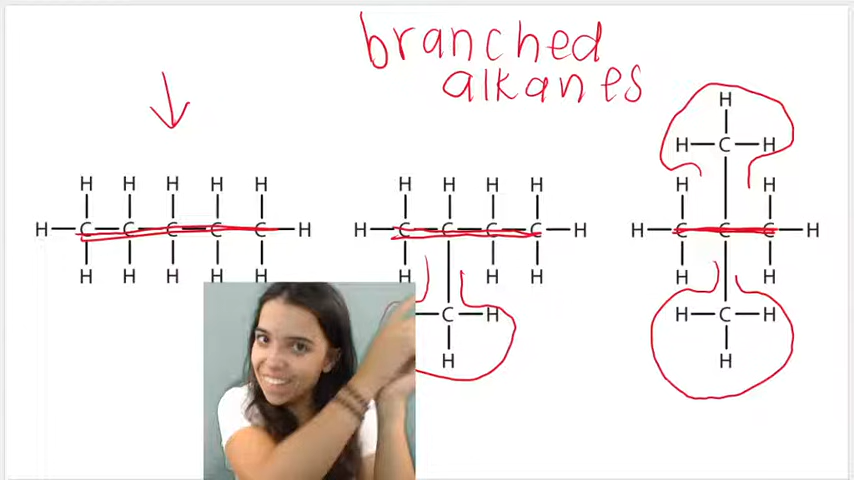 branched
alkanes
H
H—C—H
H H H H H H H H H H H
H—C—C—C—C—C—H H—C—C—C—C—H H—C—C—C—H
H H H H H H H H H H
C—H H—C—H
H H